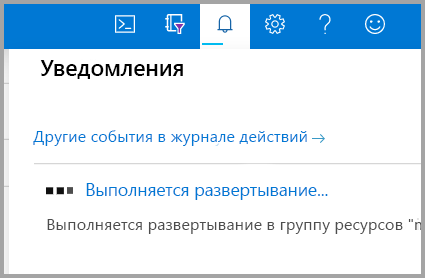 Уведомления
Другие события в журнале действий →
Выполняется развертывание...
Выполняется развертывание в группу ресурсов "